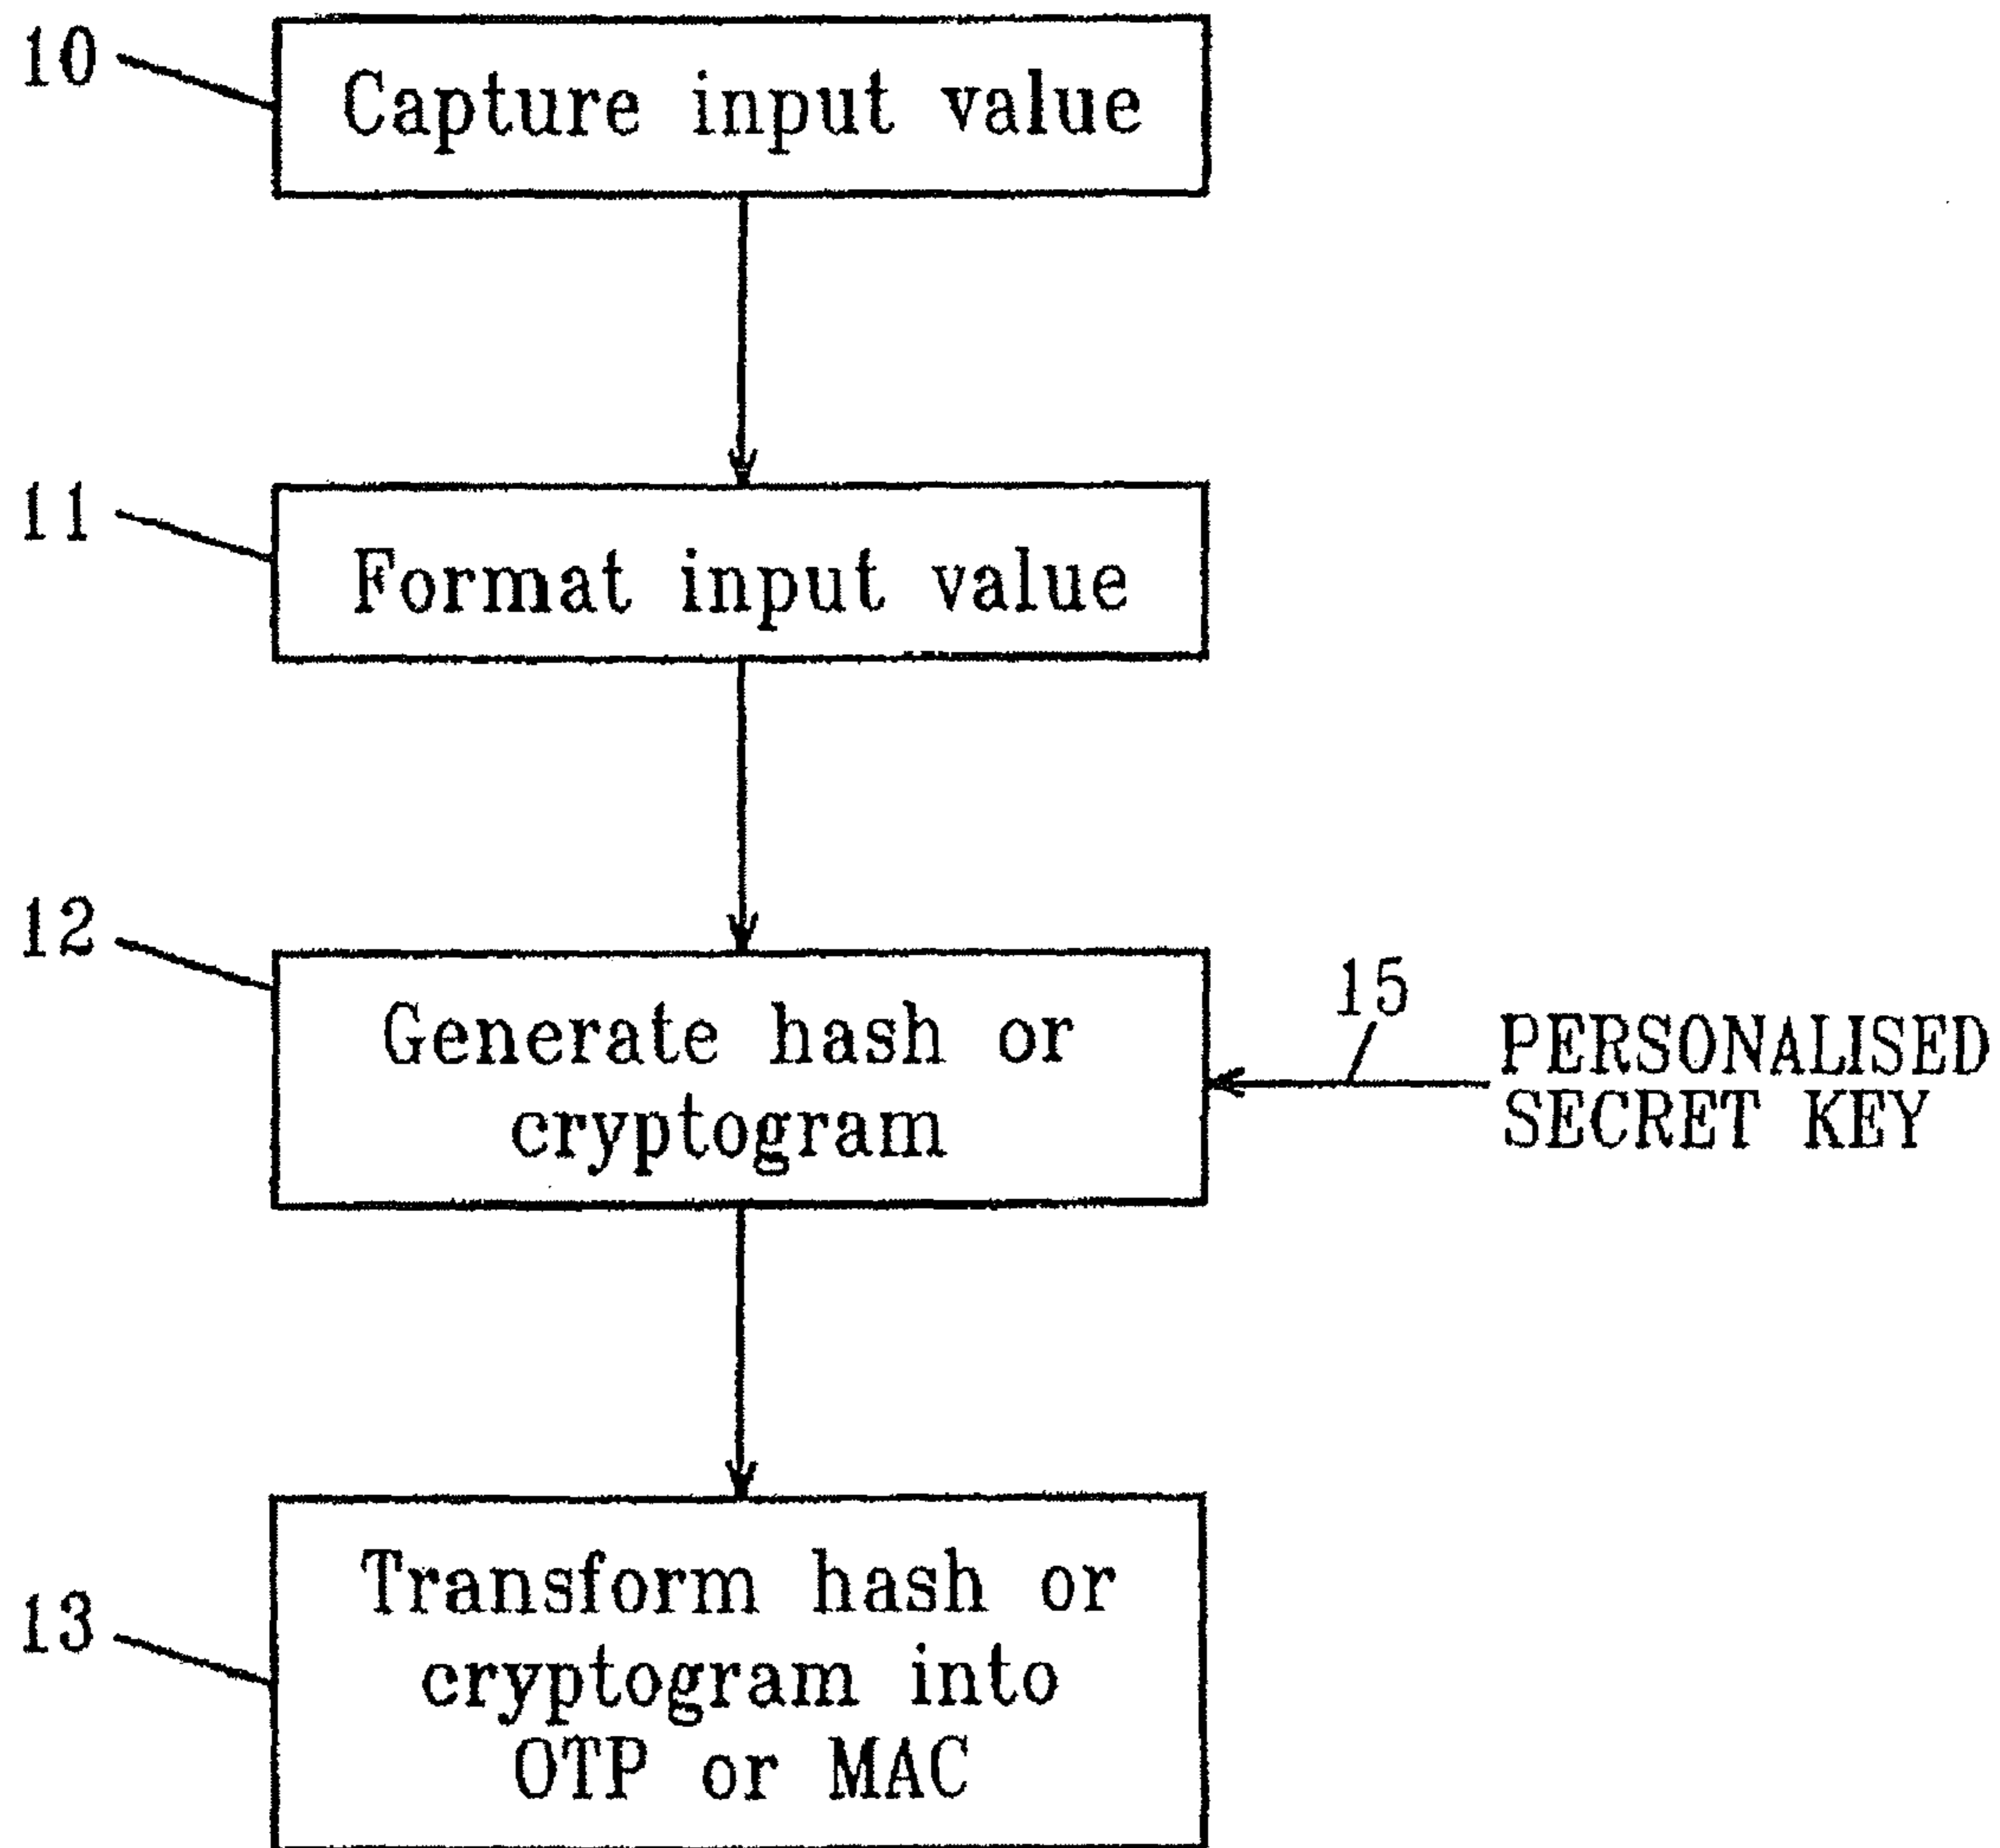 10
Capture input value
11
Format input value
12
Generate hash or
cryptogram
15
PERSONALISED
SECRET KEY
13
Transform hash or
cryptogram into
OTP or MAC